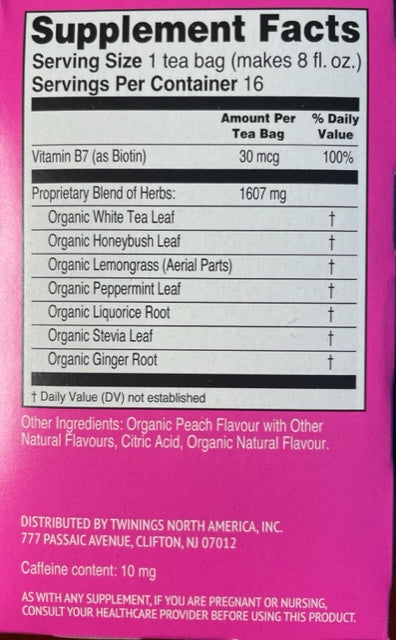 Supplement Facts
Serving Size 1 tea bag (makes 8 fl. oz.)
Servings Per Container 16
Amount Per Tea Bag % Daily Value
Vitamin B7 (as Biotin) 30 mcg 100%
Proprietary Blend of Herbs: 1607 mg
Organic White Tea Leaf †
Organic Honeybush Leaf †
Organic Lemongrass (Aerial Parts) †
Organic Peppermint Leaf †
Organic Liquorice Root †
Organic Stevia Leaf †
Organic Ginger Root †
† Daily Value (DV) not established
Other Ingredients: Organic Peach Flavour with Other
Natural Flavours, Citric Acid, Organic Natural Flavour.
DISTRIBUTED BY TWININGS NORTH AMERICA, INC.
777 PASSAIC AVENUE, CLIFTON, NJ 07012
Caffeine content: 10 mg
AS WITH ANY SUPPLEMENT, IF YOU ARE PREGNANT OR NURSING,
CONSULT YOUR HEALTHCARE PROVIDER BEFORE USING THIS PRODUCT.